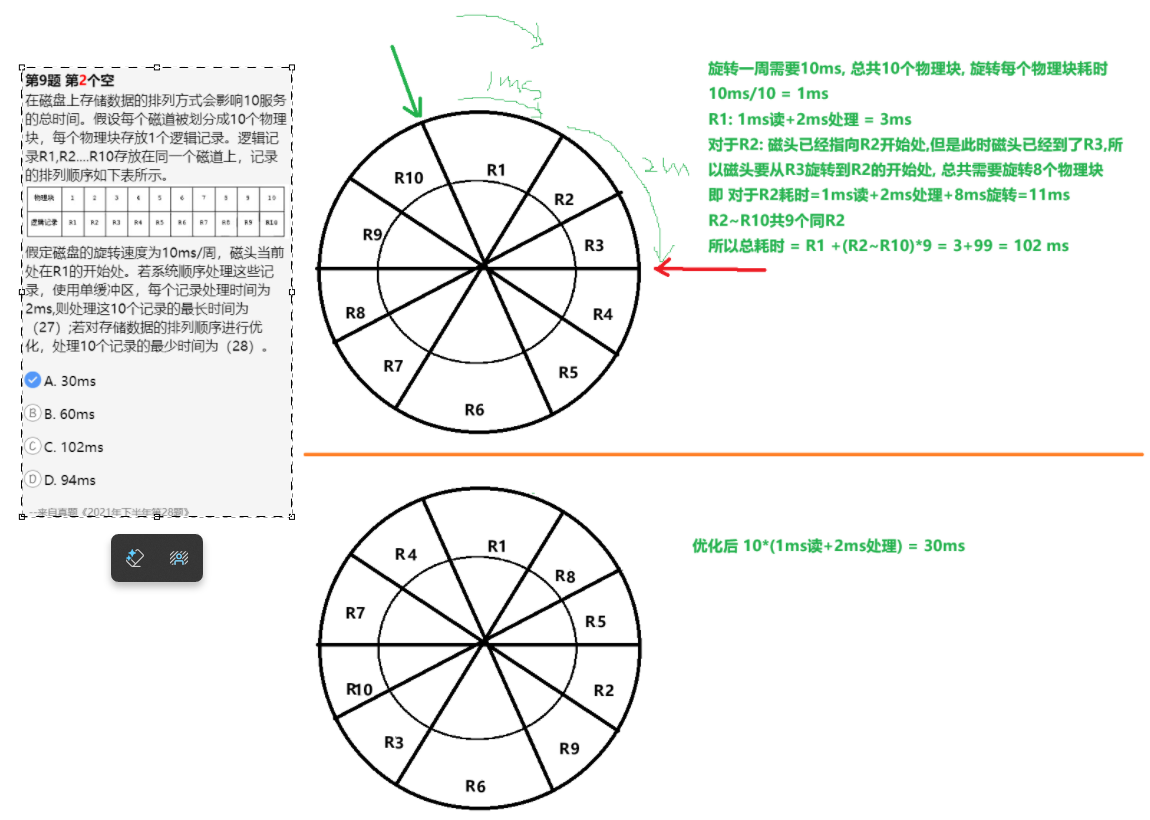 第9题 第2个空
在磁盘上存储数据的排列方式会影响10服务
的总时间。假设每个磁道被划分成10个物理
块，每个物理块存放1个逻辑记录。逻辑记
录R1,R2....R10存放在同一个磁道上，记录
的排列顺序如下表所示。
物理块 1 2 3 4 5 6 7 8 9 10
逻辑记录 R1 R2 R3 R4 R5 R6 R7 R8 R9 R10
假定磁盘的旋转速度为10ms/周，磁头当前
处在R1的开始处。若系统顺序处理这些记
录，使用单缓冲区，每个记录处理时间为
2ms,则处理这10个记录的最长时间为
（27）;若对存储数据的排列顺序进行优
化，处理10个记录的最少时间为（28）。
A. 30ms
B B. 60ms
C C. 102ms
D D. 94ms
--来自真题《2021年下半年第28题》
1ms
2m
R1
R2
R3
R4
R5
R6
R7
R8
R9
R10
旋转一周需要10ms, 总共10个物理块, 旋转每个物理块耗时
10ms/10 = 1ms
R1: 1ms读+2ms处理 = 3ms
对于R2: 磁头已经指向R2开始处,但是此时磁头已经到了R3,所
以磁头要从R3旋转到R2的开始处, 总共需要旋转8个物理块
即 对于R2耗时=1ms读+2ms处理+8ms旋转=11ms
R2~R10共9个同R2
所以总耗时 = R1 +(R2~R10)*9 = 3+99 = 102 ms
R1
R8
R5
R2
R9
R6
R3
R10
R7
R4
优化后 10*(1ms读+2ms处理) = 30ms